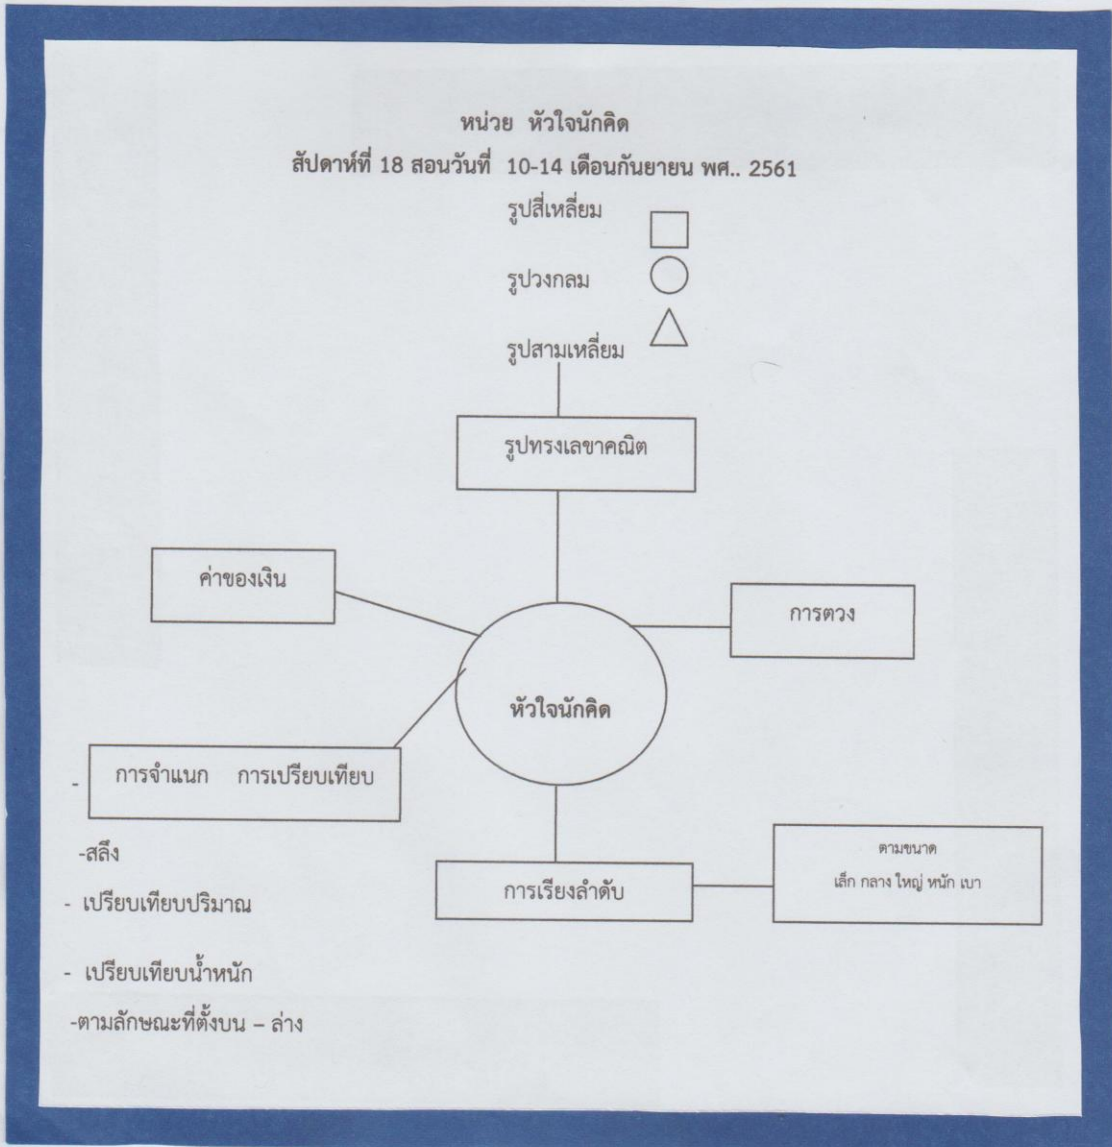 หน่วย หัวใจนักคิด
สัปดาห์ที่ 18 สอนวันที่ 10-14 เดือนกันยายน พศ.. 2561
รูปสี่เหลี่ยม
รูปวงกลม
รูปสามเหลี่ยม
รูปทรงเลขาคณิต
ค่าของเงิน
การตวง
หัวใจนักคิด
- การจำแนก การเปรียบเทียบ
-สลึง
- เปรียบเทียบปริมาณ
- เปรียบเทียบน้ำหนัก
-ตามลักษณะที่ตั้งบน – ล่าง
การเรียงลำดับ
ตามขนาด
เล็ก กลาง ใหญ่ หนัก เบา